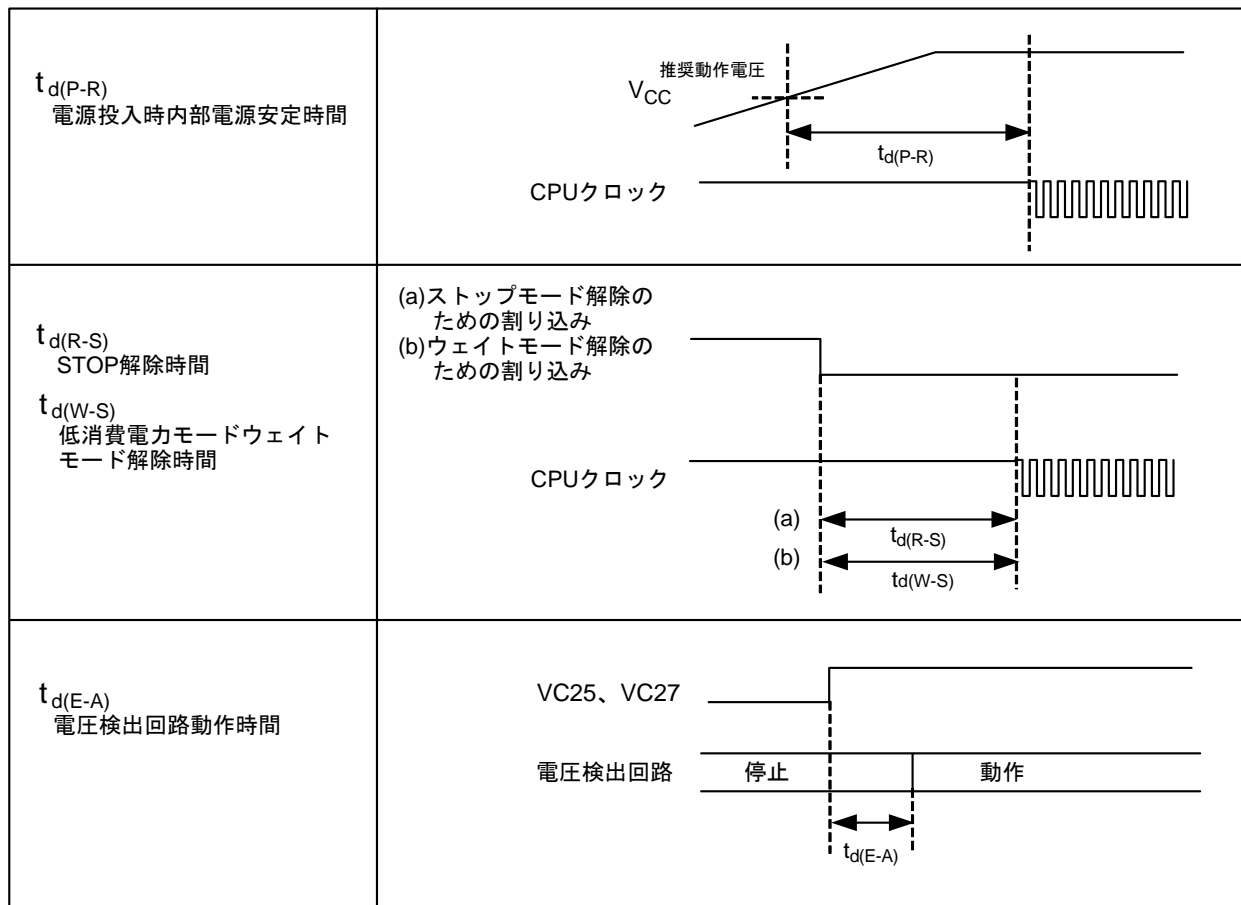 td(P-R)
電源投入時内部電源安定時間
推奨動作電圧
VCC
td(P-R)
CPUクロック
td(R-S)
STOP解除時間
td(W-S)
低消費電力モードウェイト
モード解除時間
(a)ストップモード解除の
ための割り込み
(b)ウェイトモード解除の
ための割り込み
CPUクロック
(a)
td(R-S)
(b)
td(W-S)
td(E-A)
電圧検出回路動作時間
VC25、VC27
電圧検出回路
停止
動作
td(E-A)